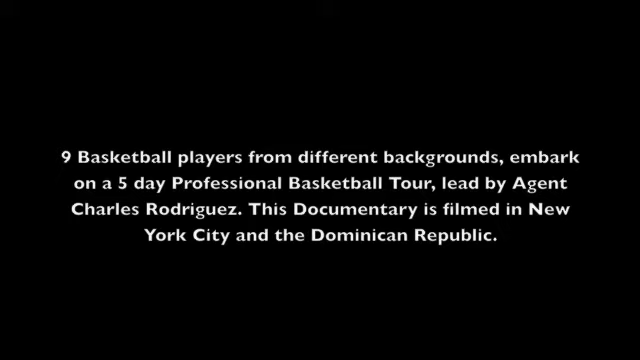 9 Basketball players from different backgrounds, embark
on a 5 day Professional Basketball Tour, lead by Agent
Charles Rodriguez. This Documentary is filmed in New
York City and the Dominican Republic.